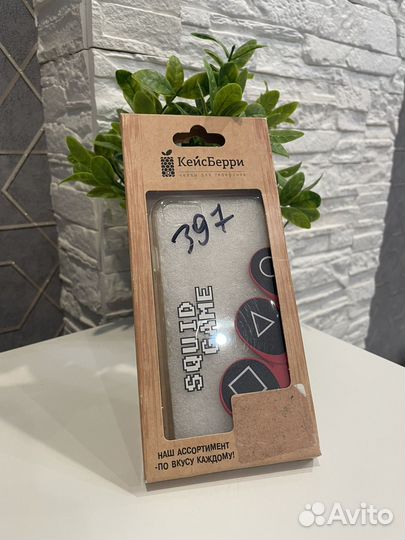 КейсБерри
чехлы для телефонов
397
SQUID
GAME
НАШ АССОРТИМЕНТ
-ПО ВКУСУ КАЖДОМУ!
Avito